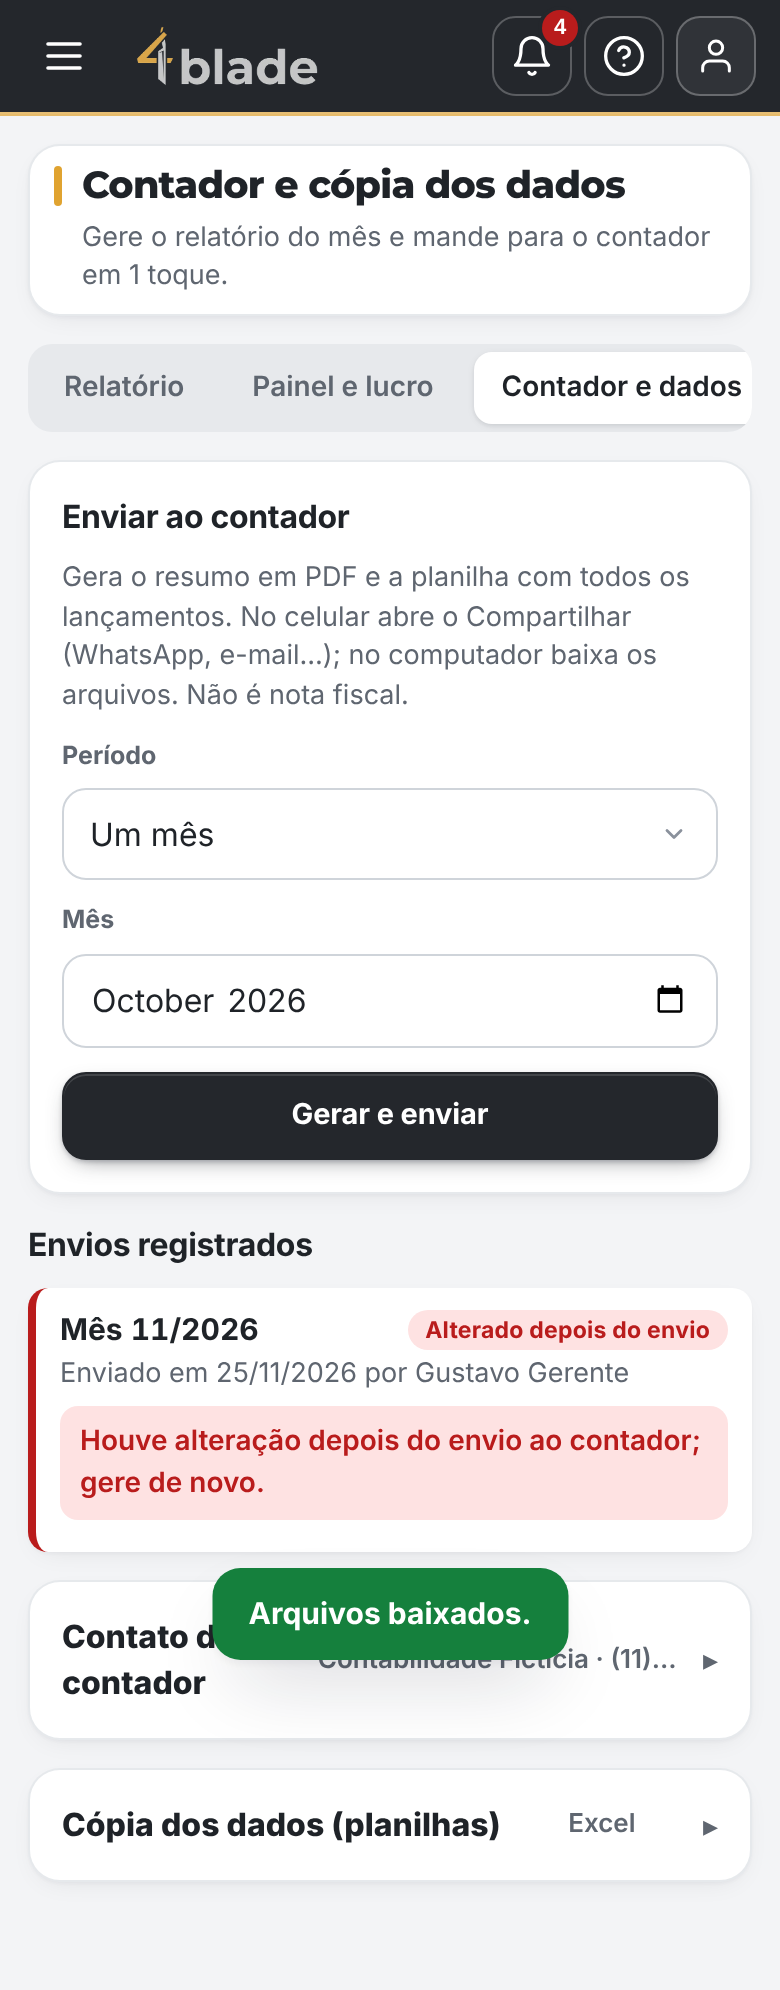 4blade
4
Contador e cópia dos dados
Gere o relatório do mês e mande para o contador
em 1 toque.
Relatório
Painel e lucro
Contador e dados
Enviar ao contador
Gera o resumo em PDF e a planilha com todos os
lançamentos. No celular abre o Compartilhar
(WhatsApp, e-mail...); no computador baixa os
arquivos. Não é nota fiscal.
Período
Um mês
Mês
October 2026
Gerar e enviar
Envios registrados
Mês 11/2026
Alterado depois do envio
Enviado em 25/11/2026 por Gustavo Gerente
Houve alteração depois do envio ao contador;
gere de novo.
Arquivos baixados.
Contato
contador
Contabilidade Fictícia · (11)...
Cópia dos dados (planilhas)
Excel